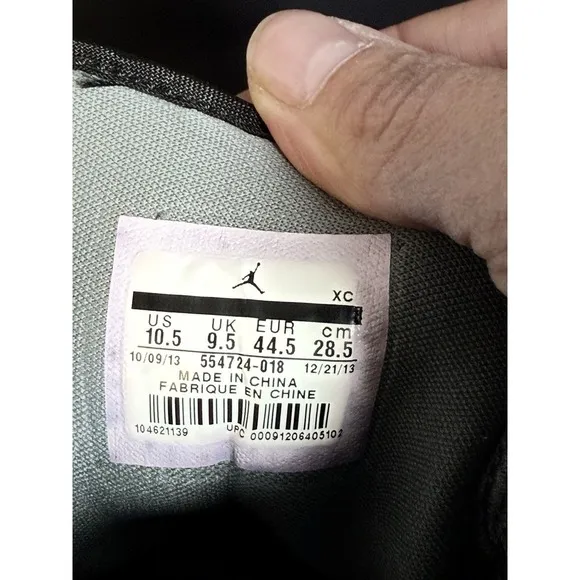 XC
US UK EUR cm
10.5 9.5 44.5 28.5
10/09/13 554724-018 12/21/13
MADE IN CHINA
FABRIQUE EN CHINE
104621139 UPC 00091206405102